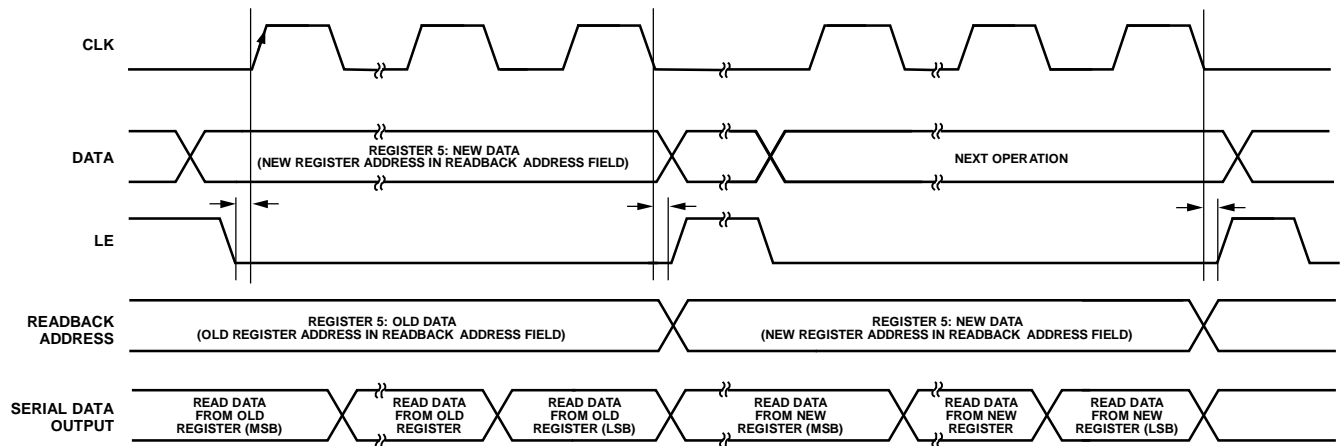 CLK
DATA
REGISTER 5: NEW DATA
(NEW REGISTER ADDRESS IN READBACK ADDRESS FIELD)
NEXT OPERATION
LE
READBACK
ADDRESS
REGISTER 5: OLD DATA
(OLD REGISTER ADDRESS IN READBACK ADDRESS FIELD)
REGISTER 5: NEW DATA
(NEW REGISTER ADDRESS IN READBACK ADDRESS FIELD)
SERIAL DATA
OUTPUT
READ DATA
FROM OLD
REGISTER (MSB)
READ DATA
FROM OLD
REGISTER
READ DATA
FROM OLD
REGISTER (LSB)
READ DATA
FROM NEW
REGISTER (MSB)
READ DATA
FROM NEW
REGISTER
READ DATA
FROM NEW
REGISTER (LSB)